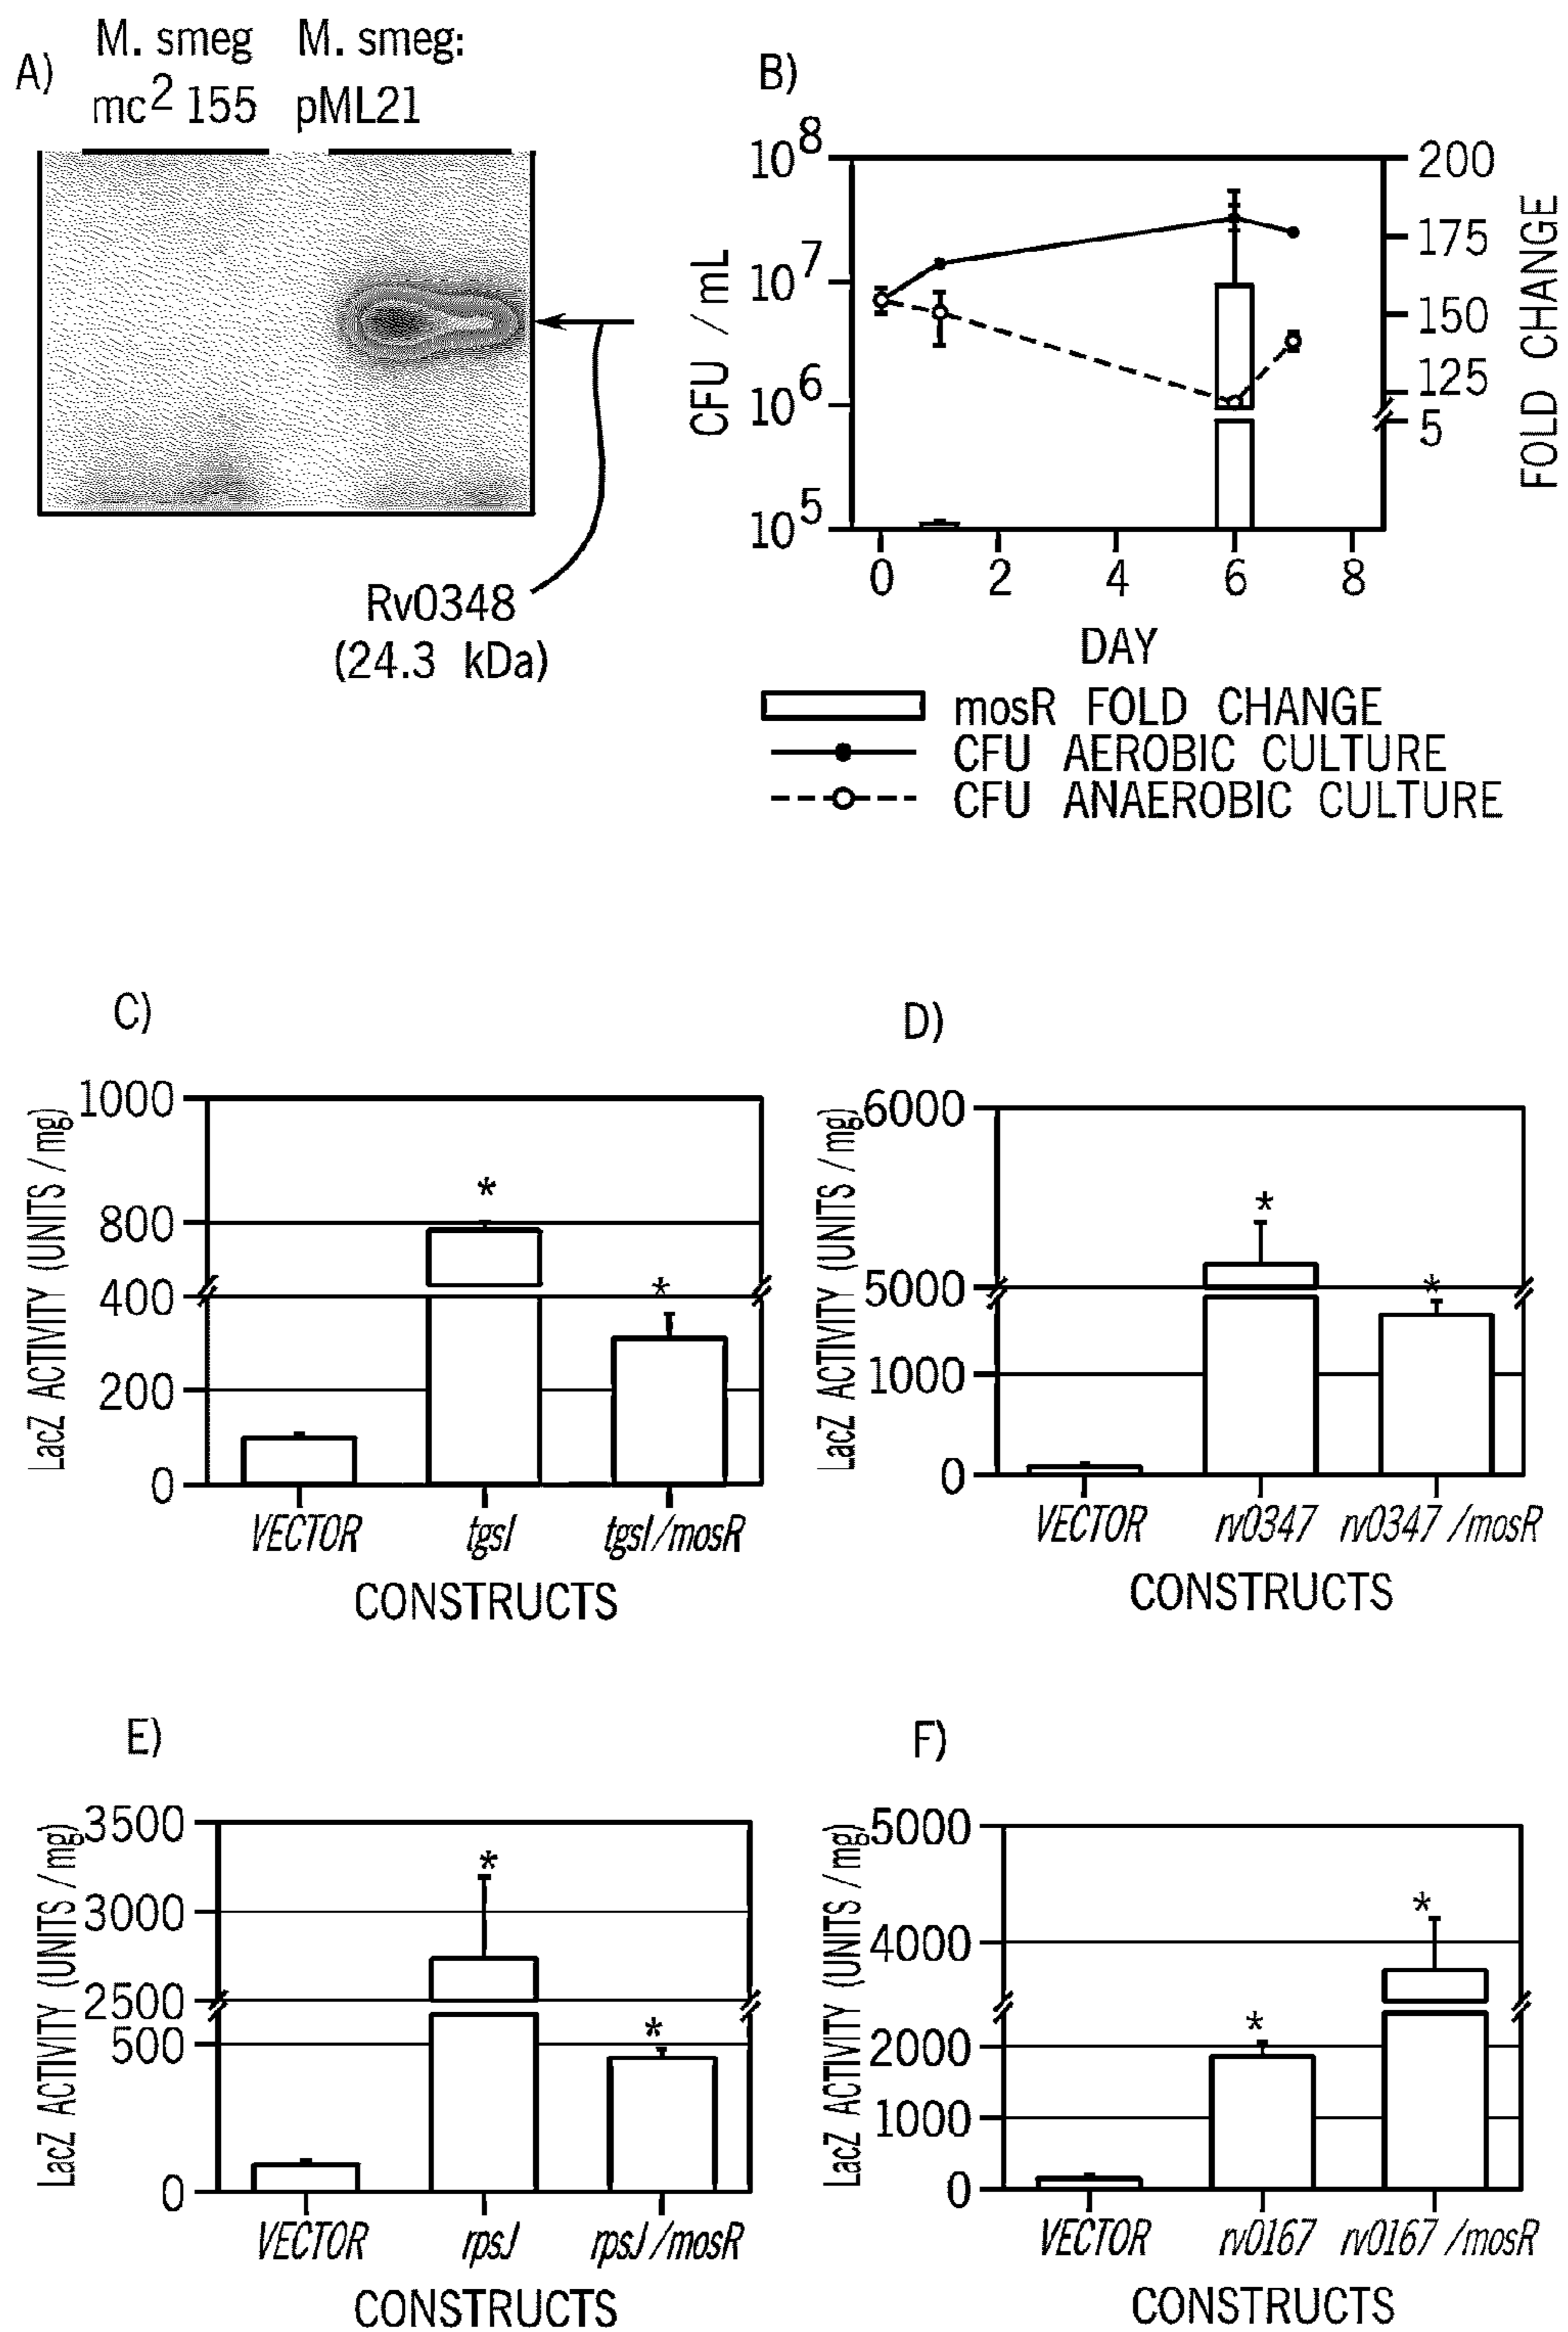 A)
M. smeg M. smeg:
mc2 155 pML21
Rv0348
(24.3 kDa)
B)
CFU / mL
10^8
10^7
10^6
10^5
200
175
150
125
5
FOLD CHANGE
0 2 4 6 8
DAY
mosR FOLD CHANGE
CFU AEROBIC CULTURE
CFU ANAEROBIC CULTURE
C)
LacZ ACTIVITY (UNITS / mg)
1000
800
400
200
0
*
*
VECTOR tgsI tgsI/mosR
CONSTRUCTS
D)
LacZ ACTIVITY (UNITS / mg)
6000
5000
1000
0
*
*
VECTOR rv0347 rv0347 /mosR
CONSTRUCTS
E)
LacZ ACTIVITY (UNITS / mg)
3500
3000
2500
500
0
*
*
VECTOR rpsJ rpsJ /mosR
CONSTRUCTS
F)
LacZ ACTIVITY (UNITS / mg)
5000
4000
2000
1000
0
*
*
VECTOR rv0167 rv0167 /mosR
CONSTRUCTS